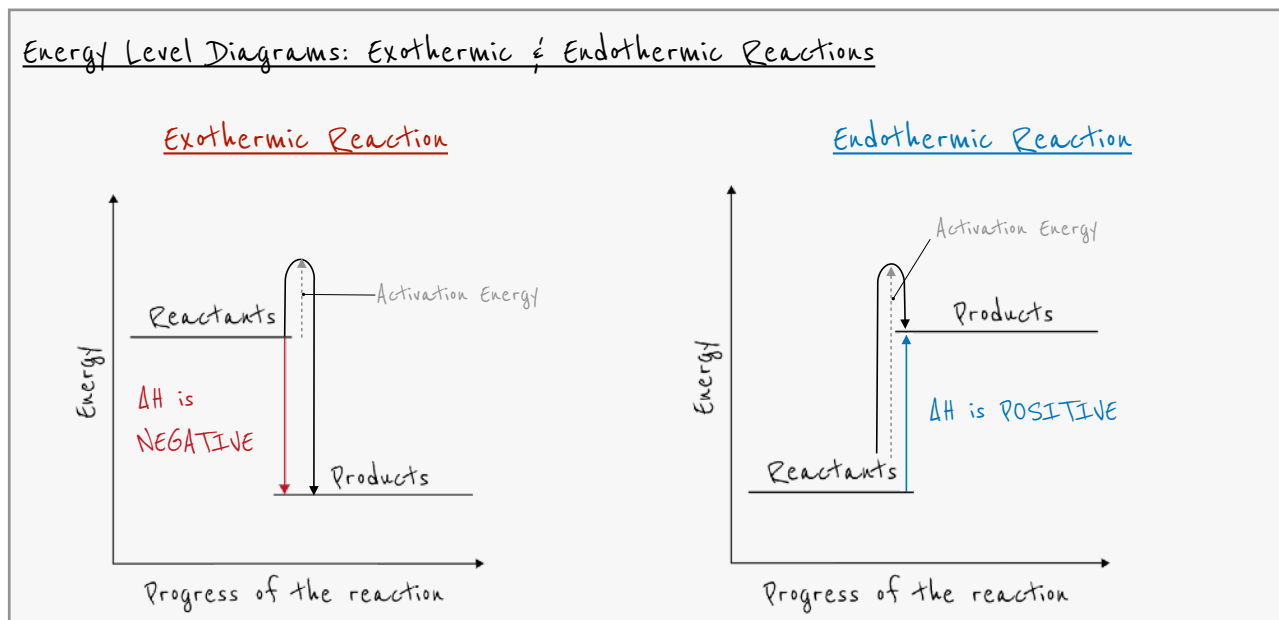 Energy Level Diagrams: Exothermic & Endothermic Reactions
Exothermic Reaction
Energy
Reactants
Activation Energy
ΔH is
NEGATIVE
Products
Progress of the reaction
Endothermic Reaction
Energy
Activation Energy
Products
ΔH is POSITIVE
Reactants
Progress of the reaction